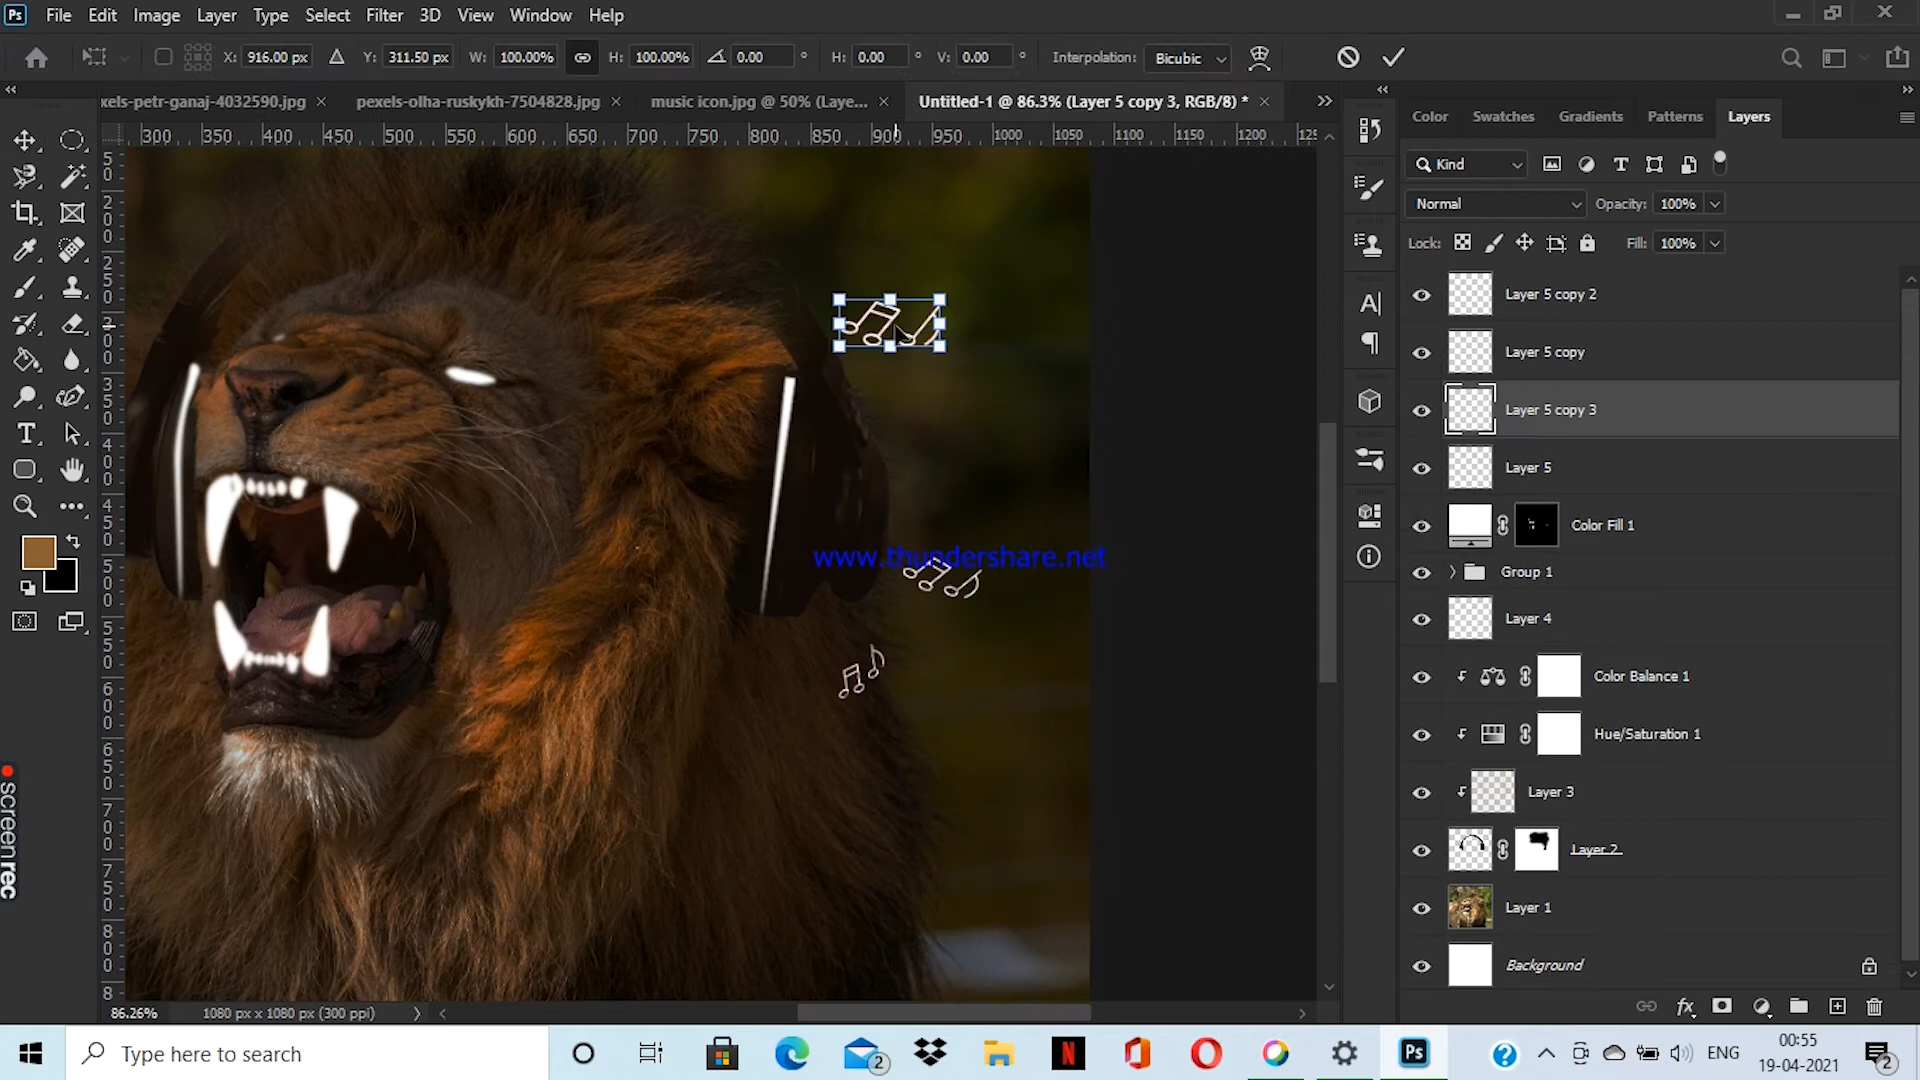 Ps File Edit Image Layer Type Select Filter 3D View Window Help
X: 916.00 px Y: 311.50 px W: 100.00% H: 100.00% 0.00 ° H: 0.00 ° V: 0.00 ° Interpolation: Bicubic
xels-petr-ganaj-4032590.jpg × pexels-olha-ruskykh-7504828.jpg × music icon.jpg @ 50% (Laye... × Untitled-1 @ 86.3% (Layer 5 copy 3, RGB/8) * ×
300 350 400 450 500 550 600 650 700 750 800 850 900 950 1000 1050 1100 1150 1200 125
Color Swatches Gradients Patterns Layers
Kind
Normal Opacity: 100%
Lock: Fill: 100%
Layer 5 copy 2
Layer 5 copy
Layer 5 copy 3
Layer 5
Color Fill 1
Group 1
Layer 4
Color Balance 1
Hue/Saturation 1
Layer 3
Layer 2
Layer 1
Background
www.thundershare.net
screenrec
86.26% 1080 px x 1080 px (300 ppi)
Type here to search
2
N
Ps
ENG
00:55
19-04-2021
2